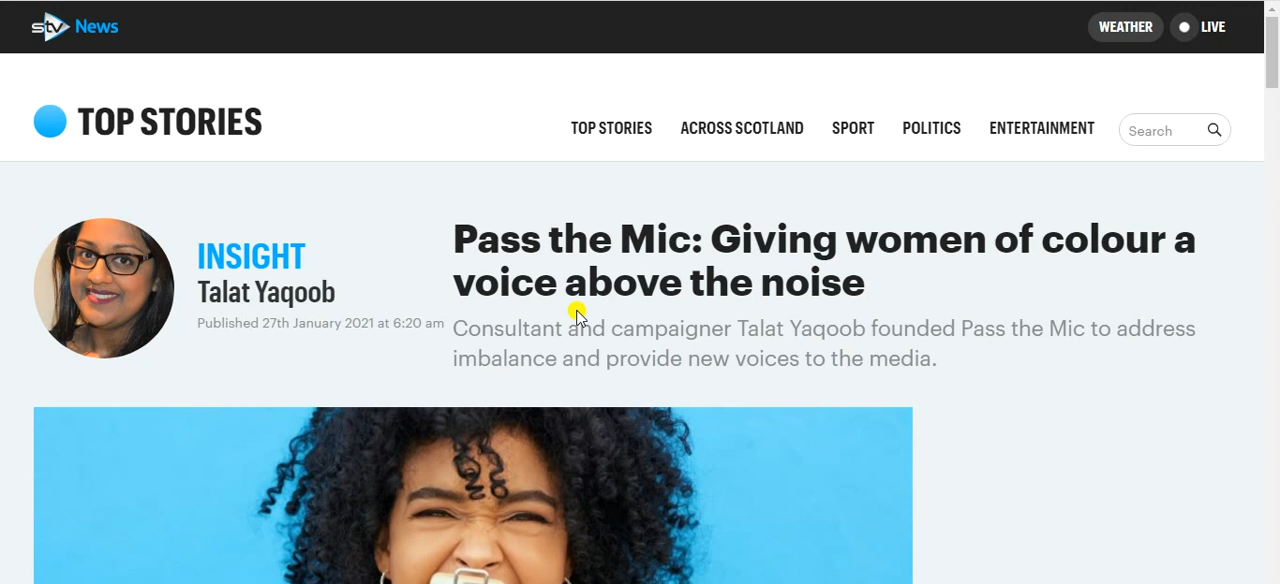 stv News
WEATHER
LIVE
TOP STORIES
TOP STORIES
ACROSS SCOTLAND
SPORT
POLITICS
ENTERTAINMENT
Search
INSIGHT
Talat Yaqoob
Published 27th January 2021 at 6:20 am
Pass the Mic: Giving women of colour a
voice above the noise
Consultant and campaigner Talat Yaqoob founded Pass the Mic to address
imbalance and provide new voices to the media.